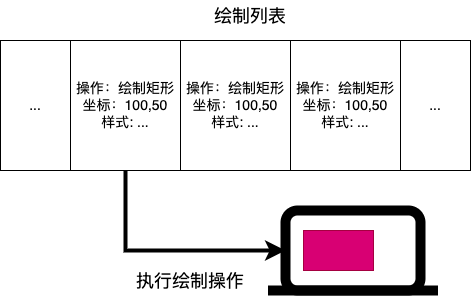 绘制列表
...
操作：绘制矩形
坐标：100,50
样式: ...
操作：绘制矩形
坐标：100,50
样式: ...
操作：绘制矩形
坐标：100,50
样式: ...
...
执行绘制操作